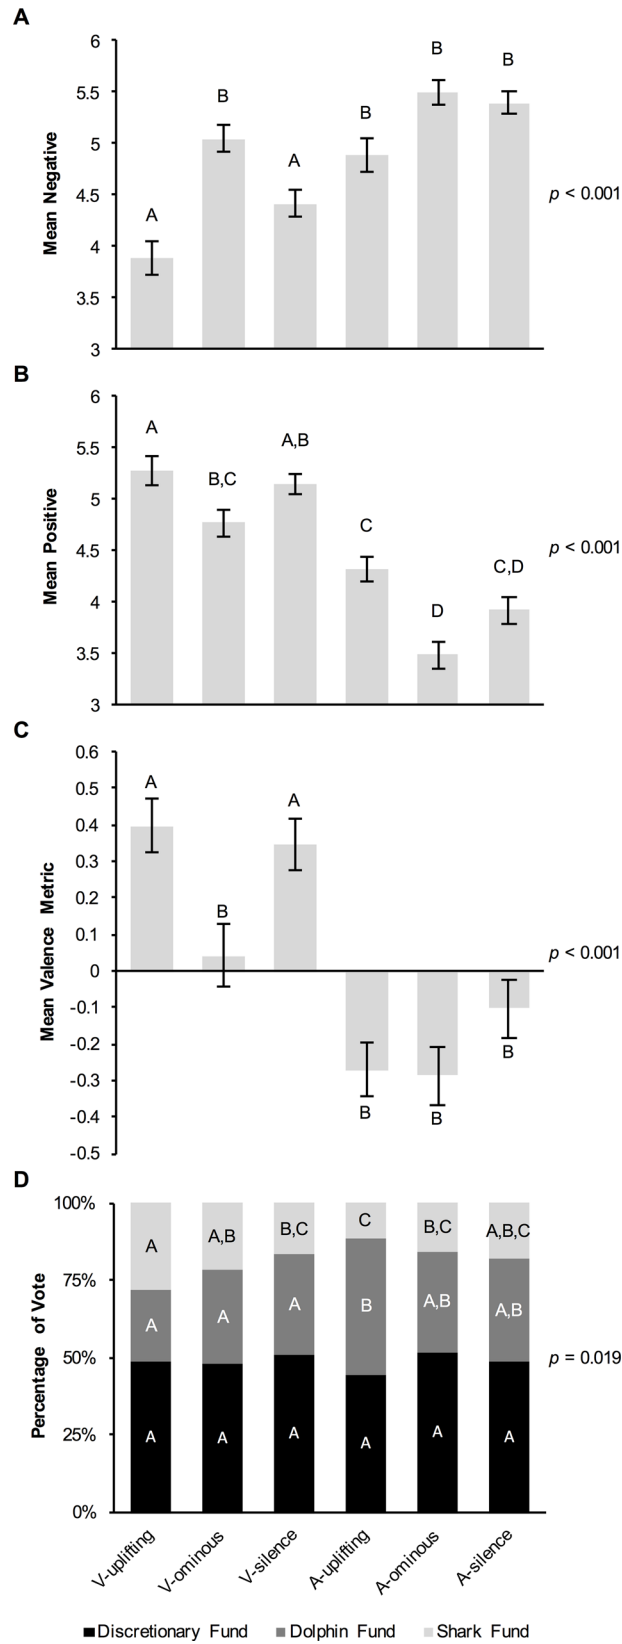 A
Mean Negative
6
5.5
5
4.5
4
3.5
3
A
B
A
B
B
B
p < 0.001
B
Mean Positive
6
5.5
5
4.5
4
3.5
3
A
B,C
A,B
C
D
C,D
p < 0.001
C
Mean Valence Metric
0.6
0.5
0.4
0.3
0.2
0.1
0
-0.1
-0.2
-0.3
-0.4
-0.5
A
B
A
B
B
B
p < 0.001
D
Percentage of Vote
100%
75%
50%
25%
0%
A
A,B
B,C
C
B,C
A,B,C
A
A
A
B
A,B
A,B
A
A
A
A
A
A
p = 0.019
V-uplifting
V-ominous
V-silence
A-uplifting
A-ominous
A-silence
Discretionary Fund
Dolphin Fund
Shark Fund